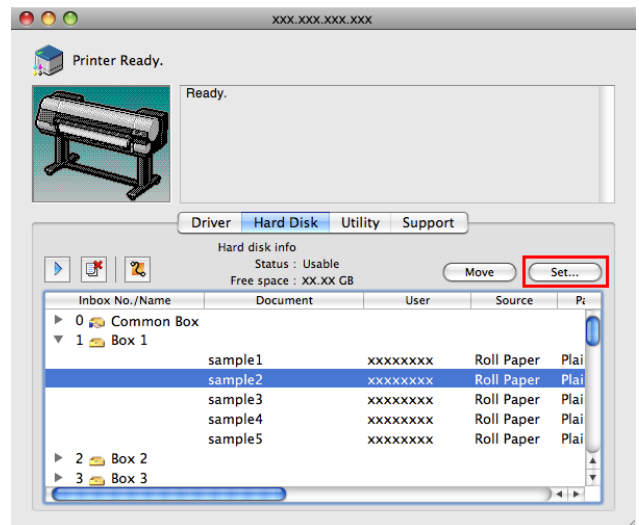 xxx.xxx.xxx.xxx
Printer Ready.
Ready.
Driver Hard Disk Utility Support
Hard disk info
Status : Usable
Free space : XX.XX GB
Move Set...
Inbox No./Name Document User Source Pa
0 Common Box
1 Box 1
sample1 xxxxxxxx Roll Paper Plai
sample2 xxxxxxxx Roll Paper Plai
sample3 xxxxxxxx Roll Paper Plai
sample4 xxxxxxxx Roll Paper Plai
sample5 xxxxxxxx Roll Paper Plai
2 Box 2
3 Box 3